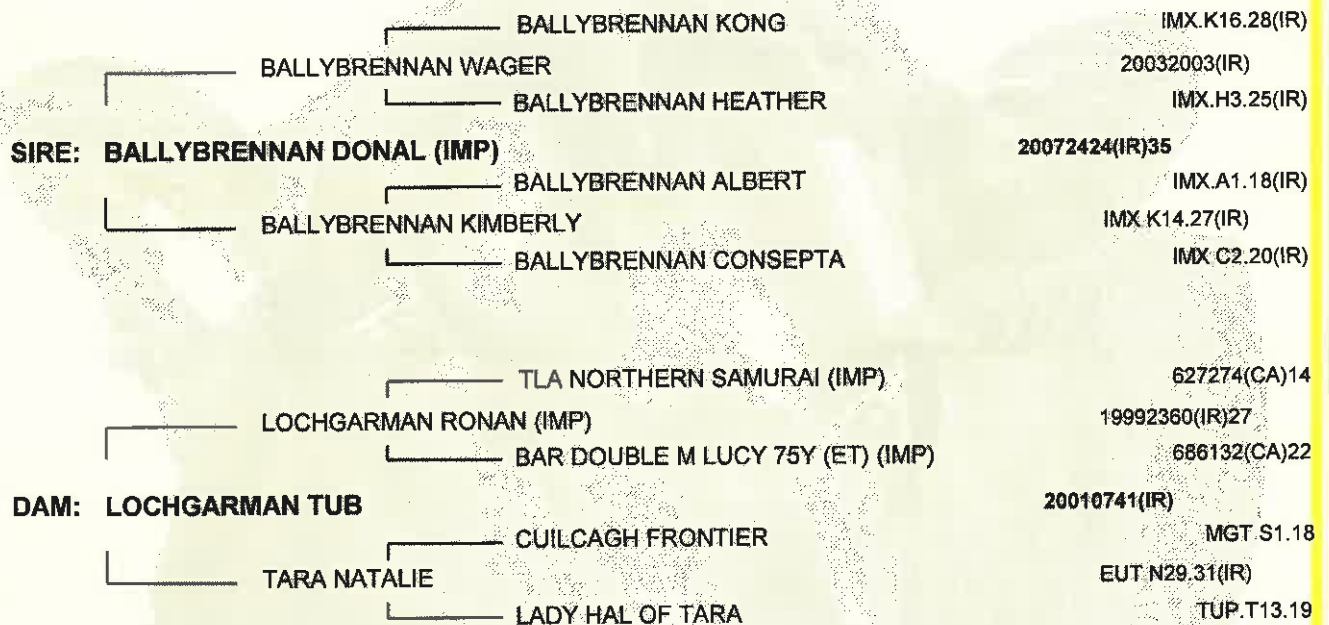 BALLYBRENNAN KONG IMX.K16.28(IR)
BALLYBRENNAN WAGER 20032003(IR)
BALLYBRENNAN HEATHER IMX.H3.25(IR)
SIRE: BALLYBRENNAN DONAL (IMP) 20072424(IR)35
BALLYBRENNAN ALBERT IMX.A1.18(IR)
BALLYBRENNAN KIMBERLY IMX K14.27(IR)
BALLYBRENNAN CONSEPTA IMX C2.20(IR)
TLA NORTHERN SAMURAI (IMP) 627274(CA)14
LOCHGARMAN RONAN (IMP) 19992360(IR)27
BAR DOUBLE M LUCY 75Y (ET) (IMP) 686132(CA)22
DAM: LOCHGARMAN TUB 20010741(IR)
CUILCAGH FRONTIER MGT S1.18
TARA NATALIE EUT N29.31(IR)
LADY HAL OF TARA TUP.T13.19